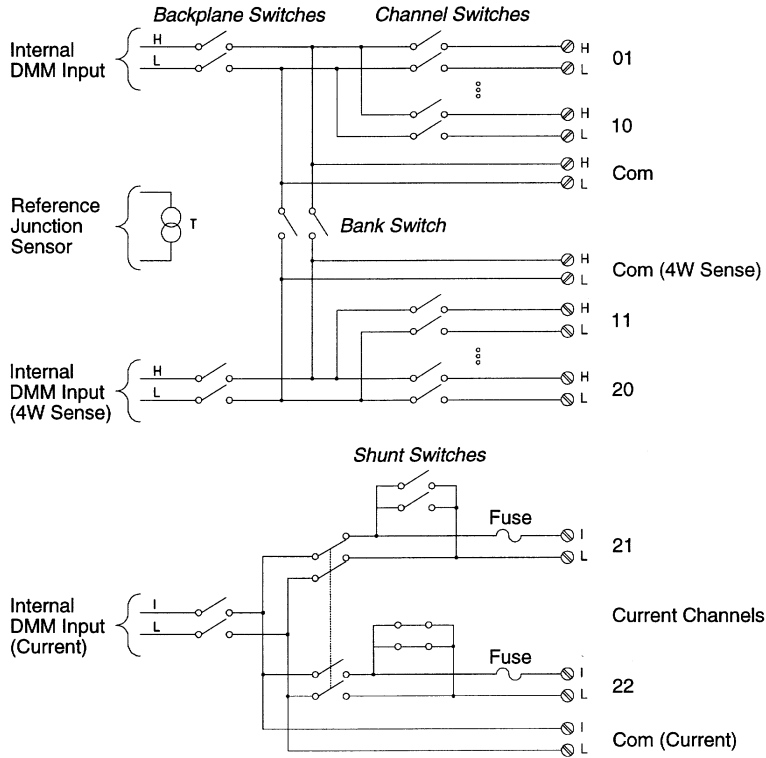 Backplane Switches
Channel Switches
Internal
DMM Input
H
L
H
L
01
H
L
10
H
L
Com
Reference
Junction
Sensor
T
Bank Switch
H
L
Com (4W Sense)
H
L
11
Internal
DMM Input
(4W Sense)
H
L
H
L
20
Shunt Switches
Fuse
I
L
21
Internal
DMM Input
(Current)
I
L
Current Channels
Fuse
I
L
22
I
L
Com (Current)